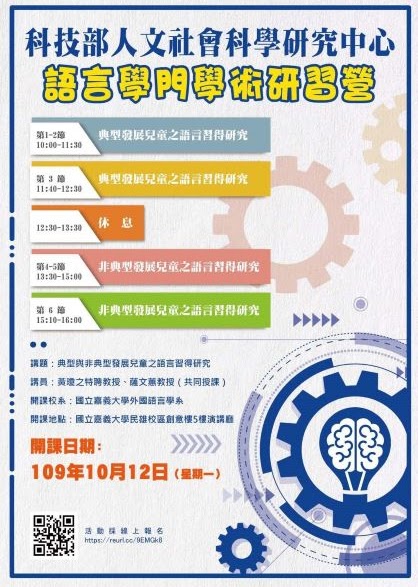 科技部人文社會科學研究中心
語言學門學術研習營
第1-2節
10:00-11:30
典型發展兒童之語言習得研究
第 3 節
11:40-12:30
典型發展兒童之語言習得研究
12:30-13:30
休 息
第4-5節
13:30-15:00
非典型發展兒童之語言習得研究
第 6 節
15:10-16:00
非典型發展兒童之語言習得研究
講題：典型與非典型發展兒童之語言習得研究
講員：黃瓊之特聘教授、薩文蕙教授（共同授課）
開課校系：國立嘉義大學外國語言學系
開課地點：國立嘉義大學民雄校區創意樓5樓演講廳
開課日期：
109年10月12日（星期一）
活動採線上報名
https://reurl.cc/9EMGk8